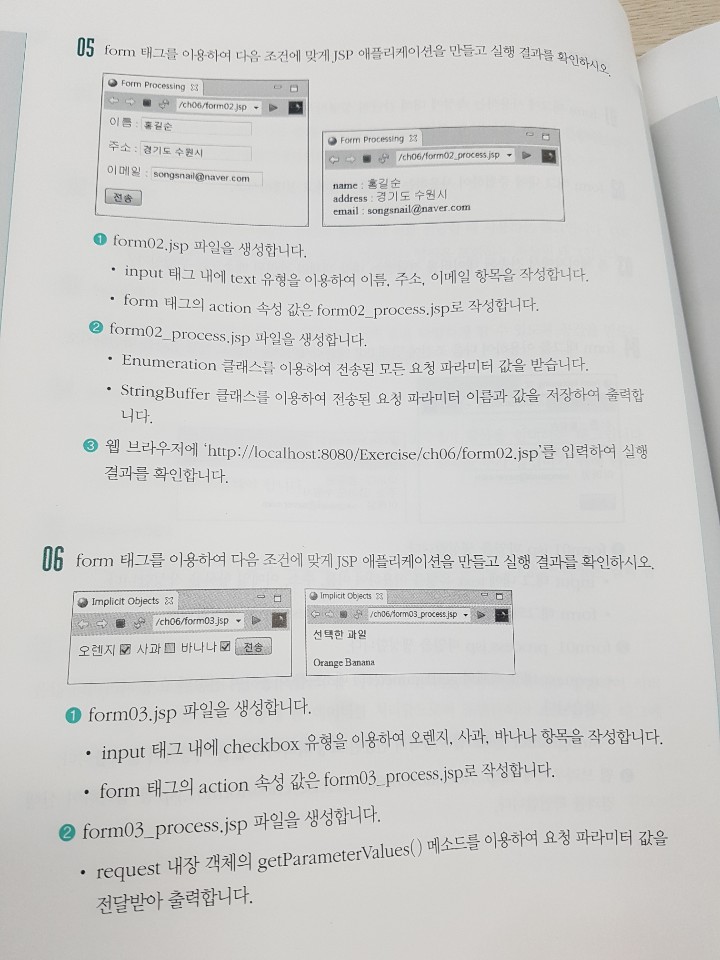 05 form 태그를 이용하여 다음 조건에 맞게 JSP 애플리케이션을 만들고 실행 결과를 확인하시오.
Form Processing
/ch06/form02.jsp
이름 : 홍길순
주소 : 경기도 수원시
이메일 : songsnail@naver.com
전송
Form Processing
/ch06/form02_process.jsp
name : 홍길순
address : 경기도 수원시
email : songsnail@naver.com
❶ form02.jsp 파일을 생성합니다.
• input 태그 내에 text 유형을 이용하여 이름, 주소, 이메일 항목을 작성합니다.
• form 태그의 action 속성 값은 form02_process.jsp로 작성합니다.
❷ form02_process.jsp 파일을 생성합니다.
• Enumeration 클래스를 이용하여 전송된 모든 요청 파라미터 값을 받습니다.
• StringBuffer 클래스를 이용하여 전송된 요청 파라미터 이름과 값을 저장하여 출력합
니다.
❸ 웹 브라우저에 ‘http://localhost:8080/Exercise/ch06/form02.jsp’를 입력하여 실행
결과를 확인합니다.
06 form 태그를 이용하여 다음 조건에 맞게 JSP 애플리케이션을 만들고 실행 결과를 확인하시오.
Implicit Objects
/ch06/form03.jsp
오렌지 사과 바나나 전송
Implicit Objects
/ch06/form03_process.jsp
선택한 과일
Orange Banana
❶ form03.jsp 파일을 생성합니다.
• input 태그 내에 checkbox 유형을 이용하여 오렌지, 사과, 바나나 항목을 작성합니다.
• form 태그의 action 속성 값은 form03_process.jsp로 작성합니다.
❷ form03_process.jsp 파일을 생성합니다.
• request 내장 객체의 getParameterValues() 메소드를 이용하여 요청 파라미터 값을
전달받아 출력합니다.